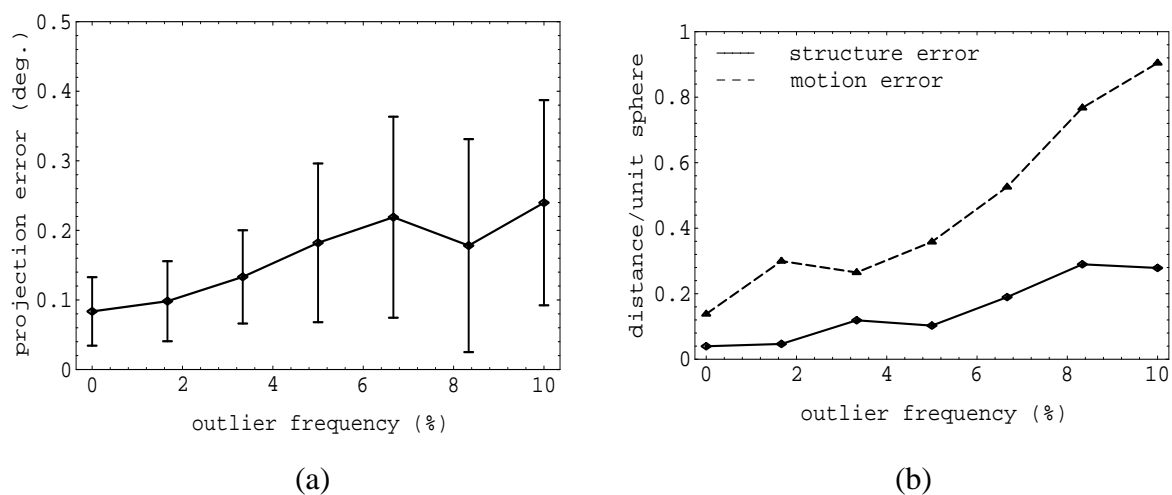 0.5
0.4
0.3
0.2
0.1
0
projection error (deg.)
0 2 4 6 8 10
outlier frequency (%)
(a)
1
0.8
0.6
0.4
0.2
0
distance/unit sphere
structure error
motion error
0 2 4 6 8 10
outlier frequency (%)
(b)